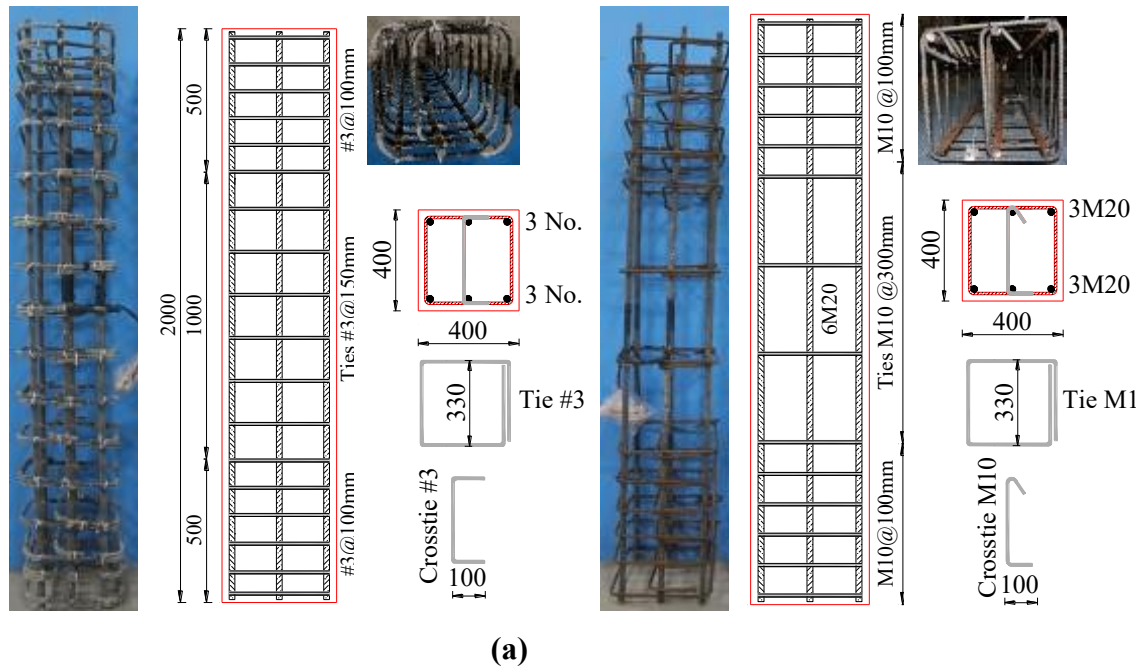 2000
500
1000
500
#3@100mm
Ties #3@150mm
#3@100mm
400
3 No.
3 No.
400
330
Tie #3
Crosstie #3
100
M10 @100mm
Ties M10 @300mm
M10@100mm
6M20
400
3M20
3M20
400
330
Tie M1
Crosstie M10
100
(a)